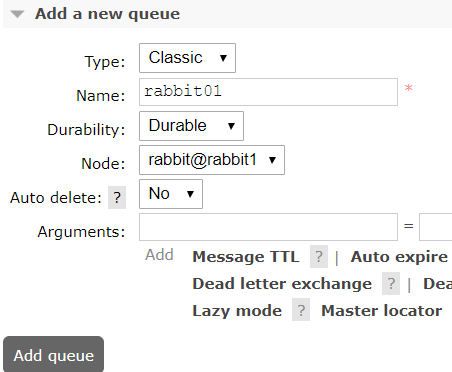 Add a new queue
Type: Classic
Name: rabbit01 *
Durability: Durable
Node: rabbit@rabbit1
Auto delete: ? No
Arguments: =
Add Message TTL ? | Auto expire
Dead letter exchange ? |
Lazy mode ? Master locator
Add queue